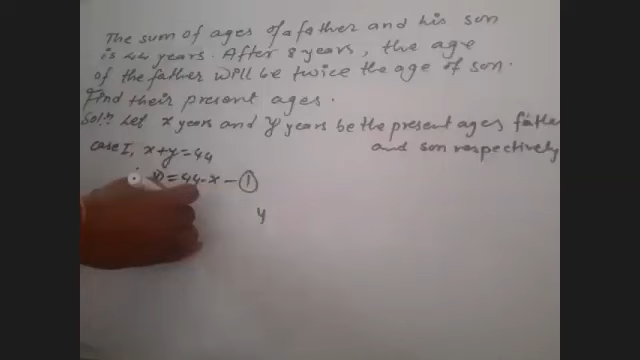 The sum of ages of a father and his son
is 44 years. After 8 years, the age
of the father will be twice the age of son.
Find their present ages.
Solⁿ: Let x years and y years be the present ages father
and son respectively
case I, x+y=44
= 44-x - ①
y